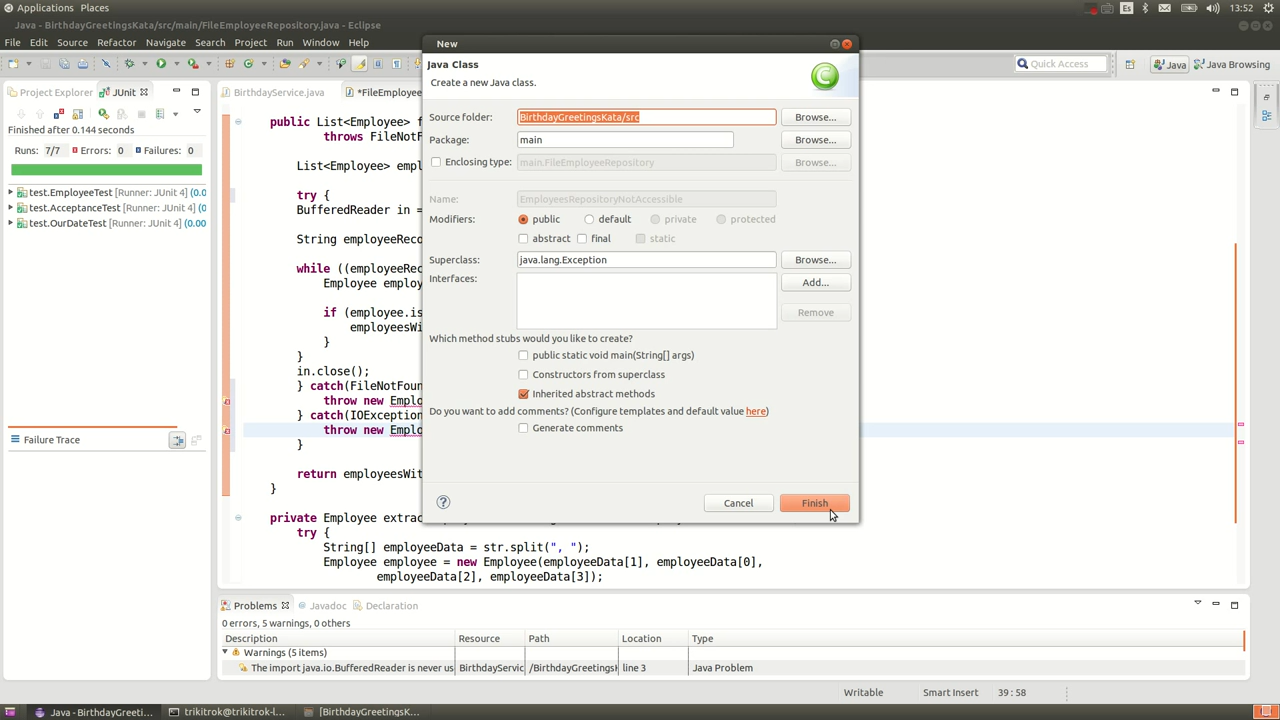 Applications Places
Es
13:52
Java - BirthdayGreetingsKata/src/main/FileEmployeeRepository.java - Eclipse
File Edit Source Refactor Navigate Search Project Run Window Help
Quick Access
Java
Java Browsing
Project Explorer
JUnit
Finished after 0.144 seconds
Runs: 7/7
Errors: 0
Failures: 0
test.EmployeeTest [Runner: JUnit 4] (0.0
test.AcceptanceTest [Runner: JUnit 4] (0.0
test.OurDateTest [Runner: JUnit 4] (0.00
Failure Trace
BirthdayService.java
*FileEmployee
public List<Employee> f
throws FileNotF
List<Employee> empl
try {
BufferedReader in =
String employeeReco
while ((employeeRec
Employee employ
if (employee.is
employeesWi
}
}
in.close();
} catch(FileNotFoun
throw new Emplo
} catch(IOException
throw new Emplo
}
return employeesWit
}
private Employee extrac
try {
String[] employeeData = str.split(", ");
Employee employee = new Employee(employeeData[1], employeeData[0],
employeeData[2], employeeData[3]);
New
Java Class
Create a new Java class.
Source folder:
BirthdayGreetingsKata/src
Browse...
Package:
main
Browse...
Enclosing type:
main.FileEmployeeRepository
Browse...
Name:
EmployeesRepositoryNotAccessible
Modifiers:
public
default
private
protected
abstract
final
static
Superclass:
java.lang.Exception
Browse...
Interfaces:
Add...
Remove
Which method stubs would you like to create?
public static void main(String[] args)
Constructors from superclass
Inherited abstract methods
Do you want to add comments? (Configure templates and default value here)
Generate comments
Cancel
Finish
Problems
Javadoc
Declaration
0 errors, 5 warnings, 0 others
Description
Resource
Path
Location
Type
Warnings (5 items)
The import java.io.BufferedReader is never us
BirthdayServic
/BirthdayGreetingsK
line 3
Java Problem
Writable
Smart Insert
39 : 58
Java - BirthdayGreeti...
trikitrok@trikitrok-l...
[BirthdayGreetingsK...